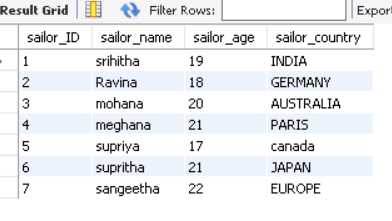 Result Grid Filter Rows: Export
sailor_ID sailor_name sailor_age sailor_country
1 srihitha 19 INDIA
2 Ravina 18 GERMANY
3 mohana 20 AUSTRALIA
4 meghana 21 PARIS
5 supriya 17 canada
6 supritha 21 JAPAN
7 sangeetha 22 EUROPE